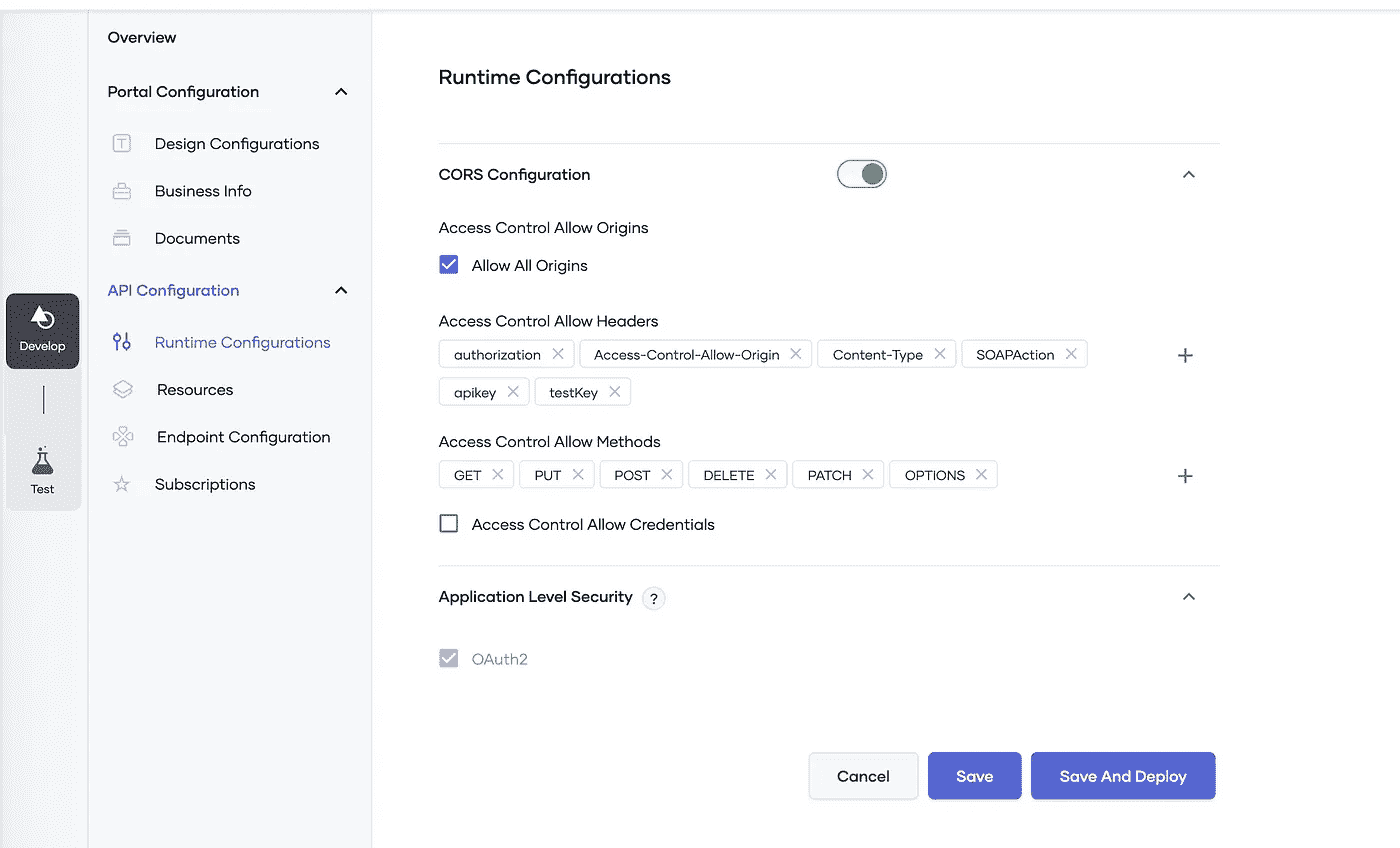 Overview
Portal Configuration
Design Configurations
Business Info
Documents
API Configuration
Runtime Configurations
Resources
Endpoint Configuration
Subscriptions
Develop
Test
Runtime Configurations
CORS Configuration
Access Control Allow Origins
Allow All Origins
Access Control Allow Headers
authorization Access-Control-Allow-Origin Content-Type SOAPAction
apikey testKey
Access Control Allow Methods
GET PUT POST DELETE PATCH OPTIONS
Access Control Allow Credentials
Application Level Security ?
OAuth2
Cancel Save Save And Deploy